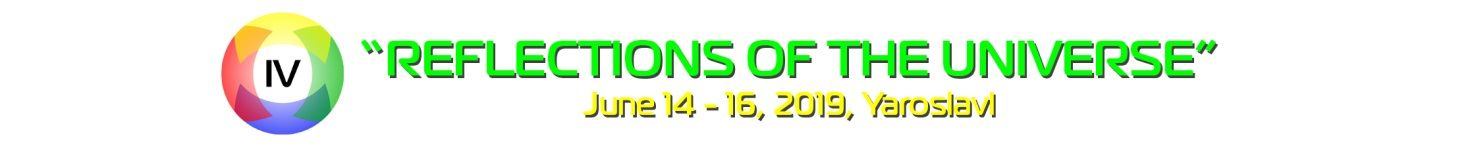 IV
“REFLECTIONS OF THE UNIVERSE”
June 14 - 16, 2019, Yaroslavl